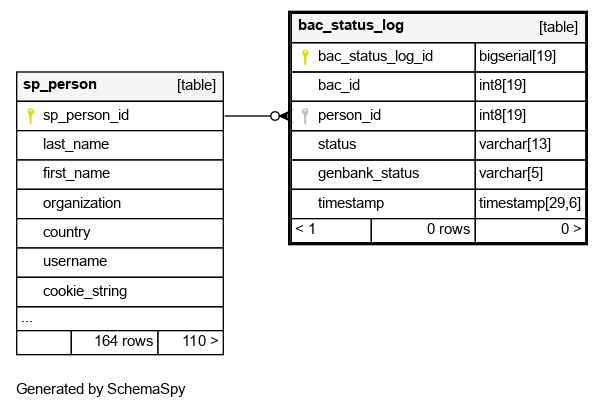 bac_status_log [table]
bac_status_log_id bigserial[19]
bac_id int8[19]
person_id int8[19]
status varchar[13]
genbank_status varchar[5]
timestamp timestamp[29,6]
< 1 0 rows 0 >
sp_person [table]
sp_person_id
last_name
first_name
organization
country
username
cookie_string
...
164 rows 110 >
Generated by SchemaSpy